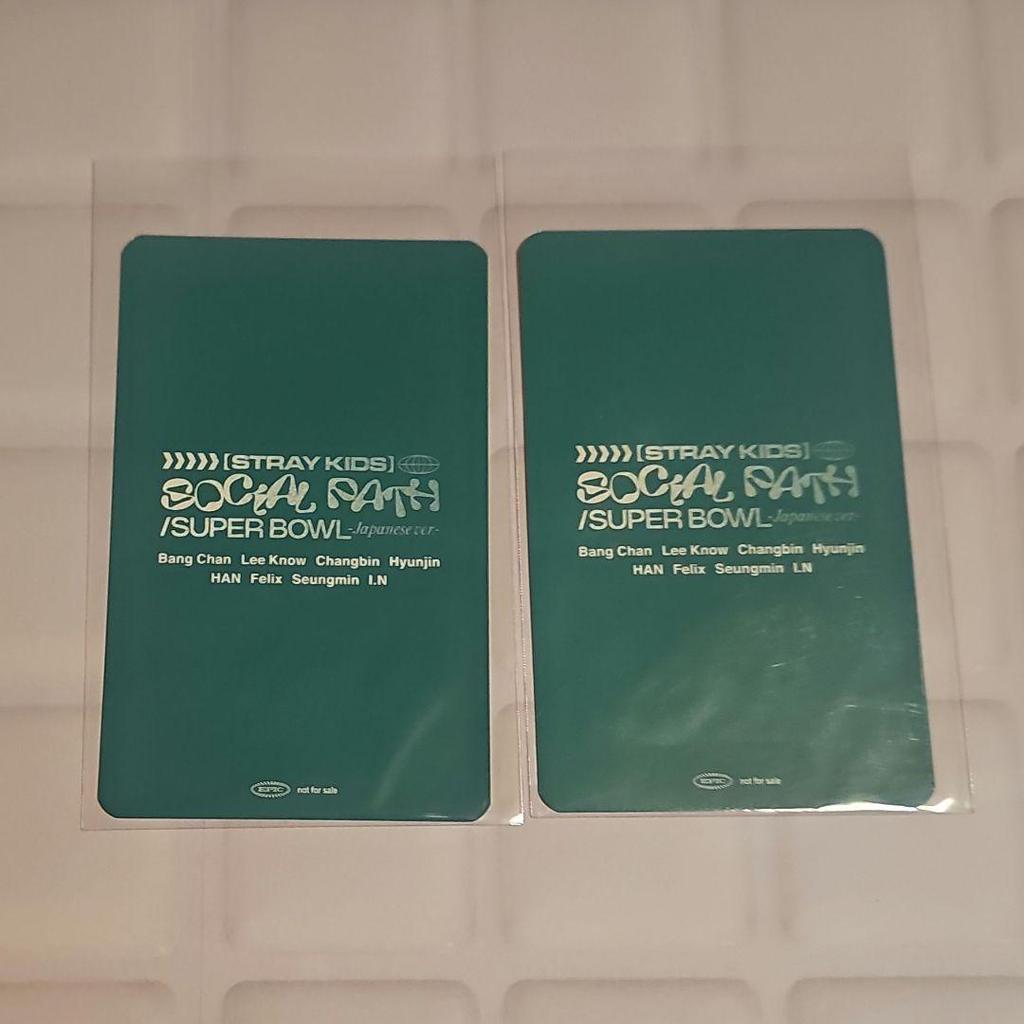 ❯❯❯❯❯[STRAY KIDS]
SOCIAL PATH
/SUPER BOWL-Japanese ver-
Bang Chan Lee Know Changbin Hyunjin
HAN Felix Seungmin I.N
EPIC not for sale
❯❯❯❯❯[STRAY KIDS]
SOCIAL PATH
/SUPER BOWL-Japanese ver-
Bang Chan Lee Know Changbin Hyunjin
HAN Felix Seungmin I.N
EPIC not for sale